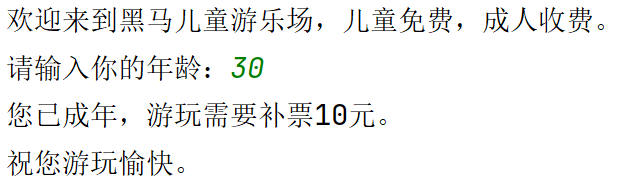 欢迎来到黑马儿童游乐场，儿童免费，成人收费。
请输入你的年龄：30
您已成年，游玩需要补票10元。
祝您游玩愉快。